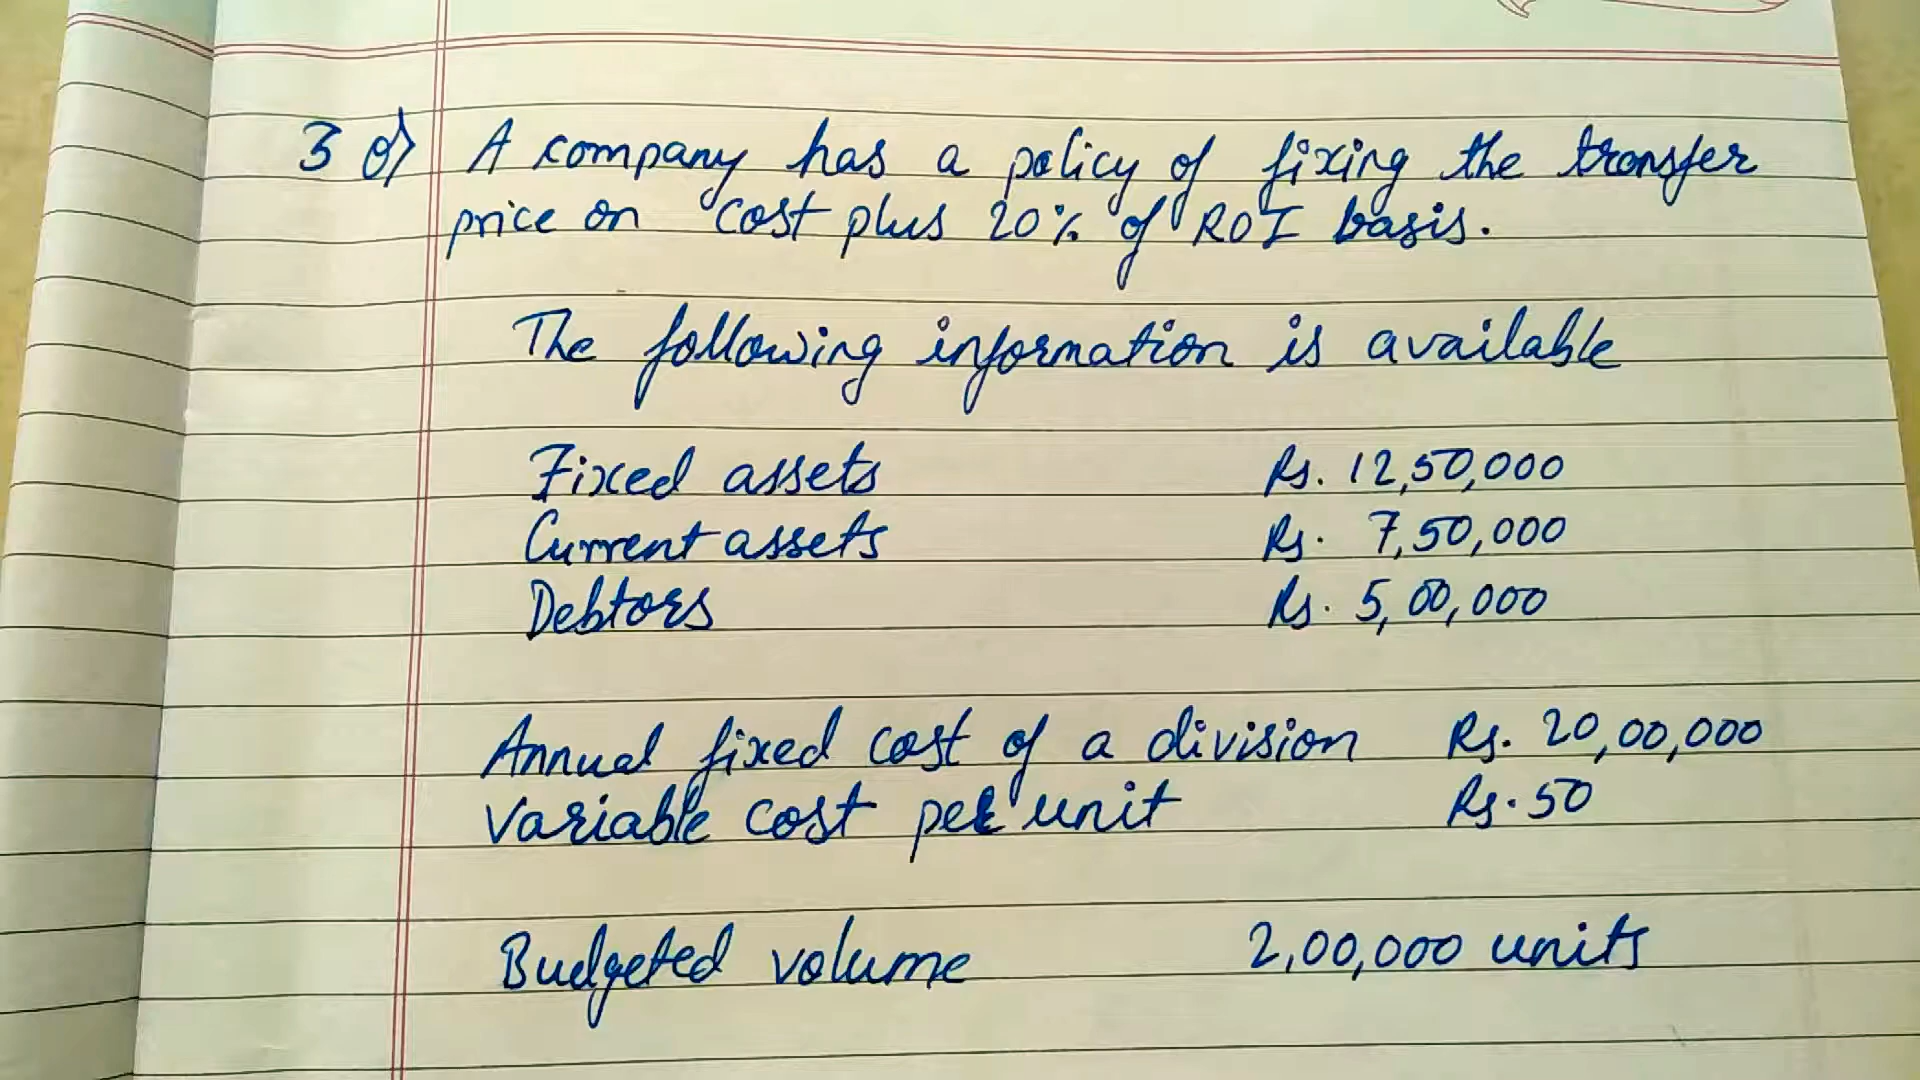 3 a) A company has a policy of fixing the transfer
price on cost plus 20% of ROI basis.
The following information is available
Fixed assets Rs. 12,50,000
Current assets Rs. 7,50,000
Debtors Rs. 5,00,000
Annual fixed cost of a division Rs. 20,00,000
Variable cost per unit Rs. 50
Budgeted volume 2,00,000 units